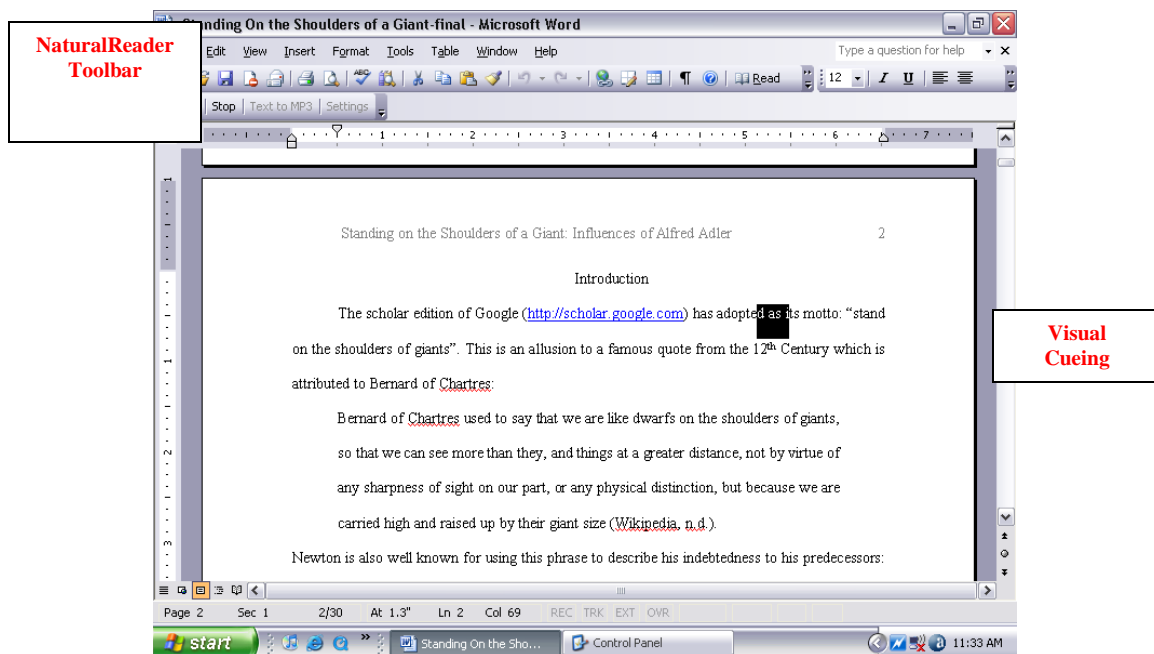 Standing On the Shoulders of a Giant-final - Microsoft Word
NaturalReader
Toolbar
Edit View Insert Format Tools Table Window Help Type a question for help
Read 12 I U
Stop Text to MP3 Settings
1 2 3 4 5 6 7
Standing on the Shoulders of a Giant: Influences of Alfred Adler 2
Introduction
The scholar edition of Google (http://scholar.google.com) has adopted as its motto: “stand
on the shoulders of giants”. This is an allusion to a famous quote from the 12th Century which is
attributed to Bernard of Chartres:
Visual
Cueing
Bernard of Chartres used to say that we are like dwarfs on the shoulders of giants,
so that we can see more than they, and things at a greater distance, not by virtue of
any sharpness of sight on our part, or any physical distinction, but because we are
carried high and raised up by their giant size (Wikipedia, n.d.).
Newton is also well known for using this phrase to describe his indebtedness to his predecessors:
Page 2 Sec 1 2/30 At 1.3" Ln 2 Col 69 REC TRK EXT OVR
start Standing On the Sho... Control Panel 11:33 AM